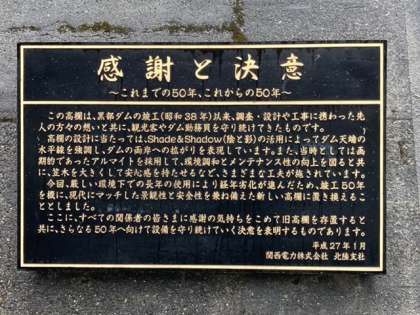 感謝と決意
～これまでの50年、これからの50年～
この高欄は、黒部ダムの竣工(昭和38年)以来、調査・設計や工事に携わった先
人の方々の想いと共に、観光客やダム勤務員を守り続けてきたものです。
高欄の設計に当たっては、Shade＆Shadow(陰と影)の活用によってダム天端の
水平線を強調し、ダムの両岸への拡がりを表現しています。また、当時としては画
期的であったアルマイトを採用して、環境調和とメンテナンス性の向上を図ると共
に、笠木を大きくして安心感を持たせるなど、さまざまな工夫が施されています。
今回、厳しい環境下での長年の使用により経年劣化が進んだため、竣工50年
を機に、現代にマッチした景観性と安全性を兼ね備えた新しい高欄に置き換えるこ
ととしました。
ここに、すべての関係者の皆さまに感謝の気持ちをこめて旧高欄を存置すると
共に、さらなる50年へ向けて設備を守り続けていく決意を表明するものであります。
平成27年1月
関西電力株式会社 北陸支社